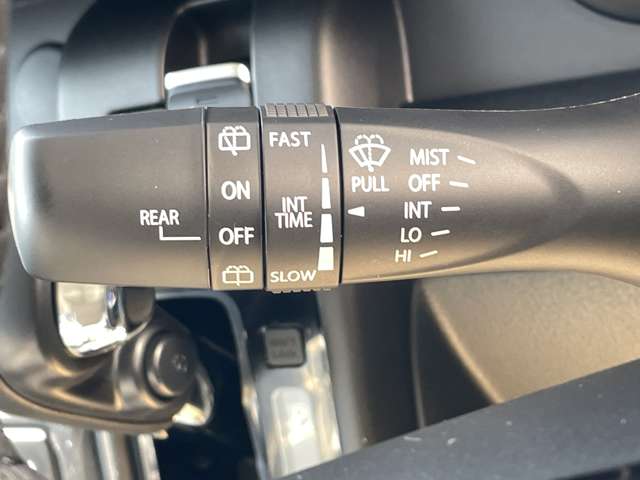 REAR
ON
OFF
FAST
INT
TIME
SLOW
PULL
MIST
OFF
INT
LO
HI